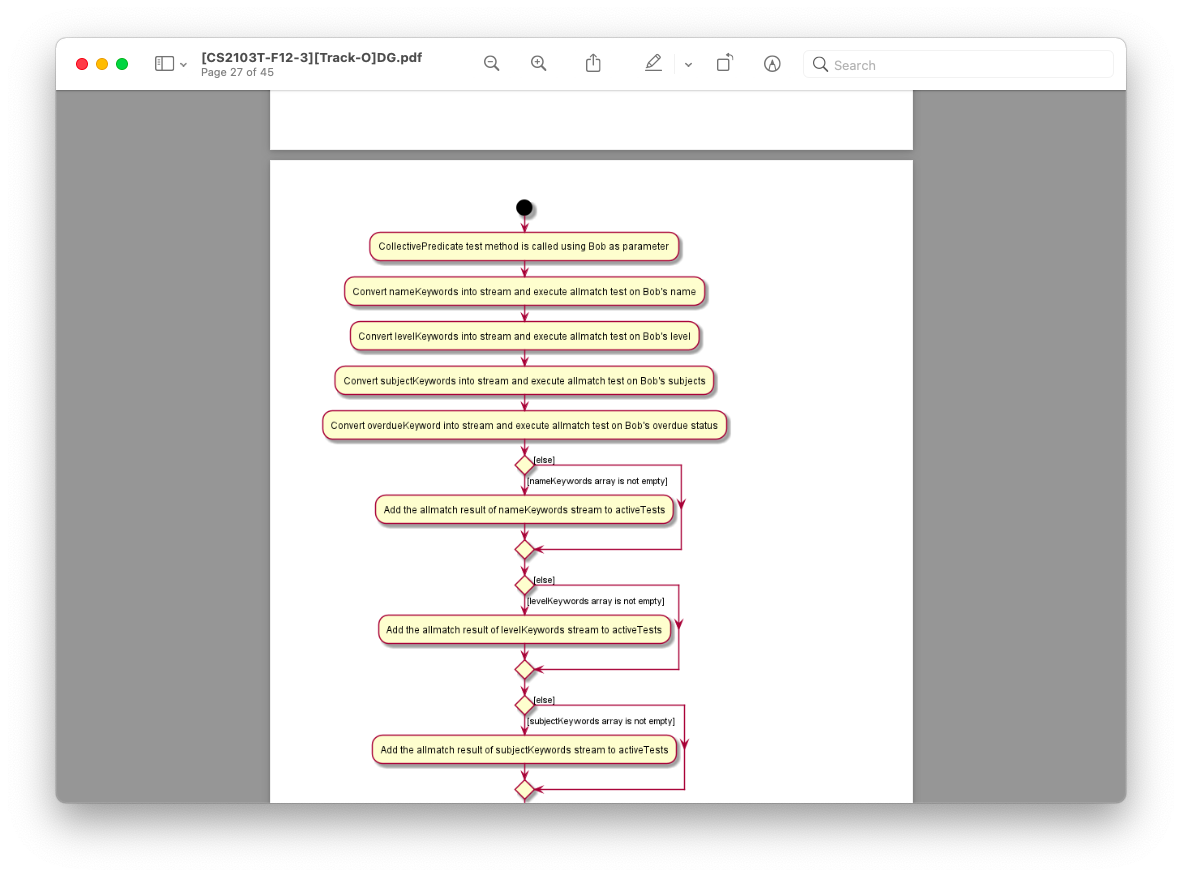 [CS2103T-F12-3][Track-O]DG.pdf
Page 27 of 45
Search
CollectivePredicate test method is called using Bob as parameter
Convert nameKeywords into stream and execute allmatch test on Bob's name
Convert levelKeywords into stream and execute allmatch test on Bob's level
Convert subjectKeywords into stream and execute allmatch test on Bob's subjects
Convert overdueKeyword into stream and execute allmatch test on Bob's overdue status
[else]
[nameKeywords array is not empty]
Add the allmatch result of nameKeywords stream to activeTests
[else]
[levelKeywords array is not empty]
Add the allmatch result of levelKeywords stream to activeTests
[else]
[subjectKeywords array is not empty]
Add the allmatch result of subjectKeywords stream to activeTests